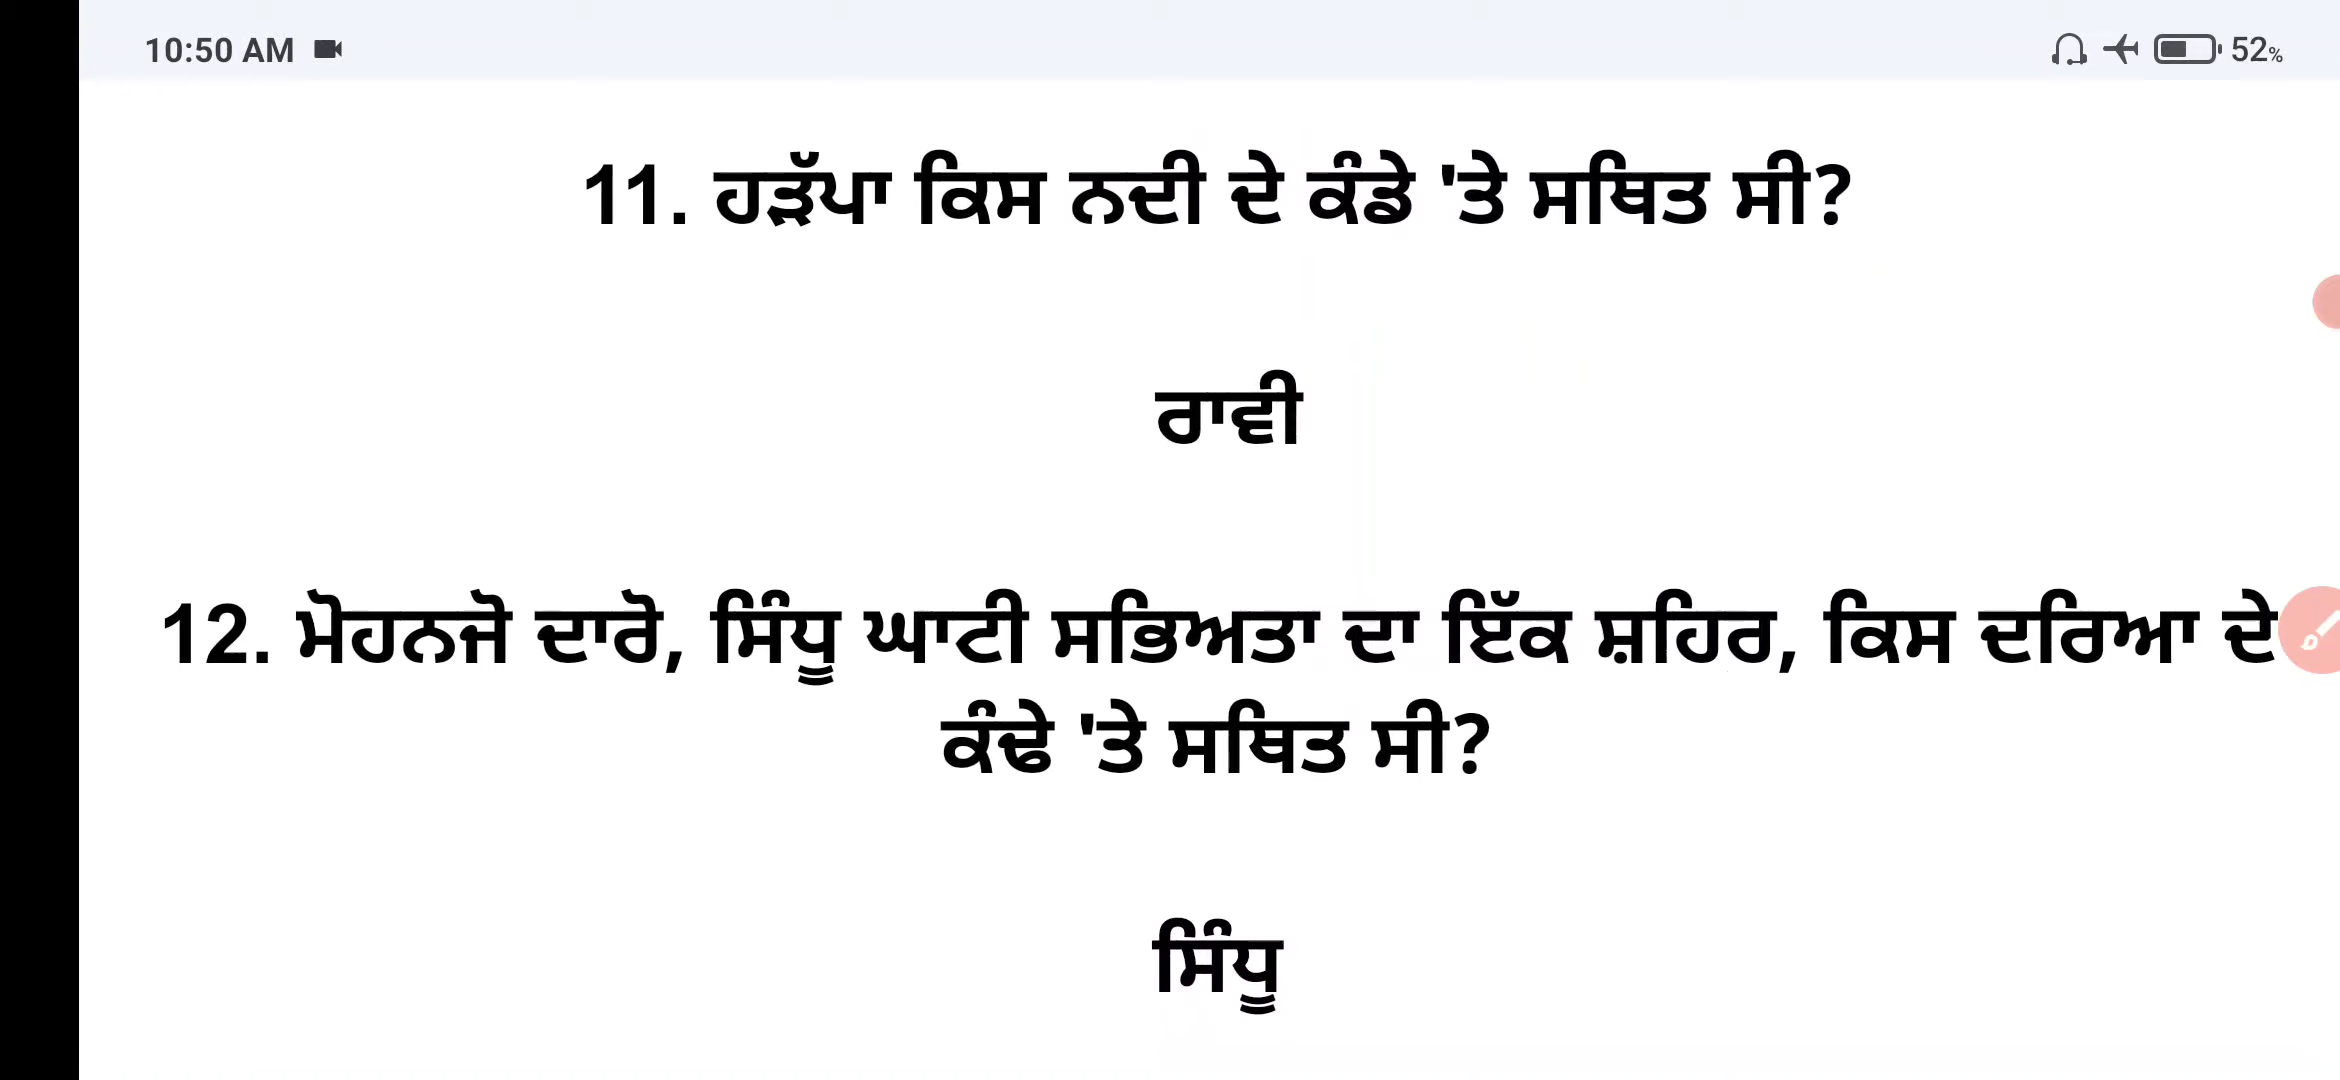 10:50 AM
52%
11. ਹੜੱਪਾ ਕਿਸ ਨਦੀ ਦੇ ਕੰਡੇ 'ਤੇ ਸਥਿਤ ਸੀ?
ਰਾਵੀ
12. ਮੋਹਨਜੋ ਦਾਰੋ, ਸਿੰਧੂ ਘਾਟੀ ਸਭਿਅਤਾ ਦਾ ਇੱਕ ਸ਼ਹਿਰ, ਕਿਸ ਦਰਿਆ ਦੇ
ਕੰਢੇ 'ਤੇ ਸਥਿਤ ਸੀ?
ਸਿੰਧੂ